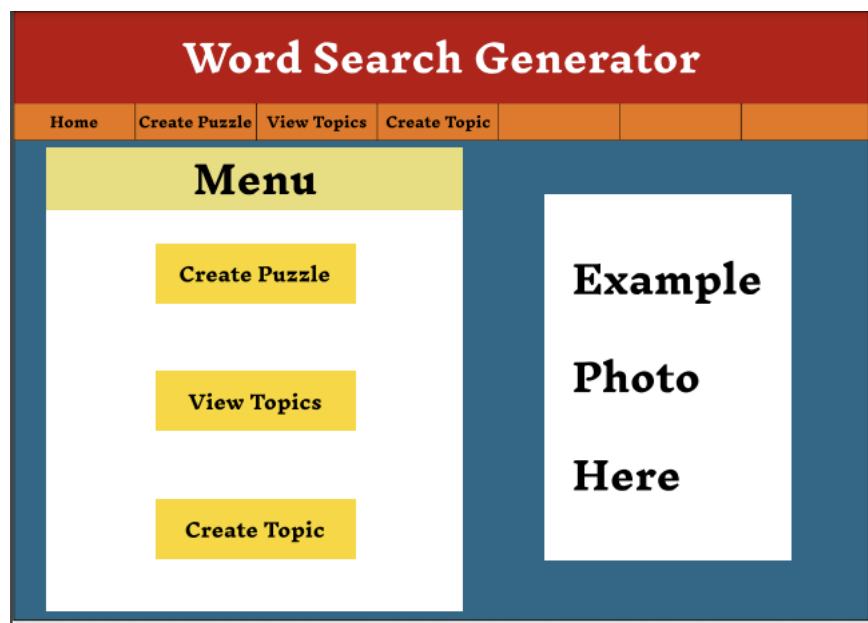 Word Search Generator
Home Create Puzzle View Topics Create Topic
Menu
Create Puzzle
View Topics
Create Topic
Example
Photo
Here